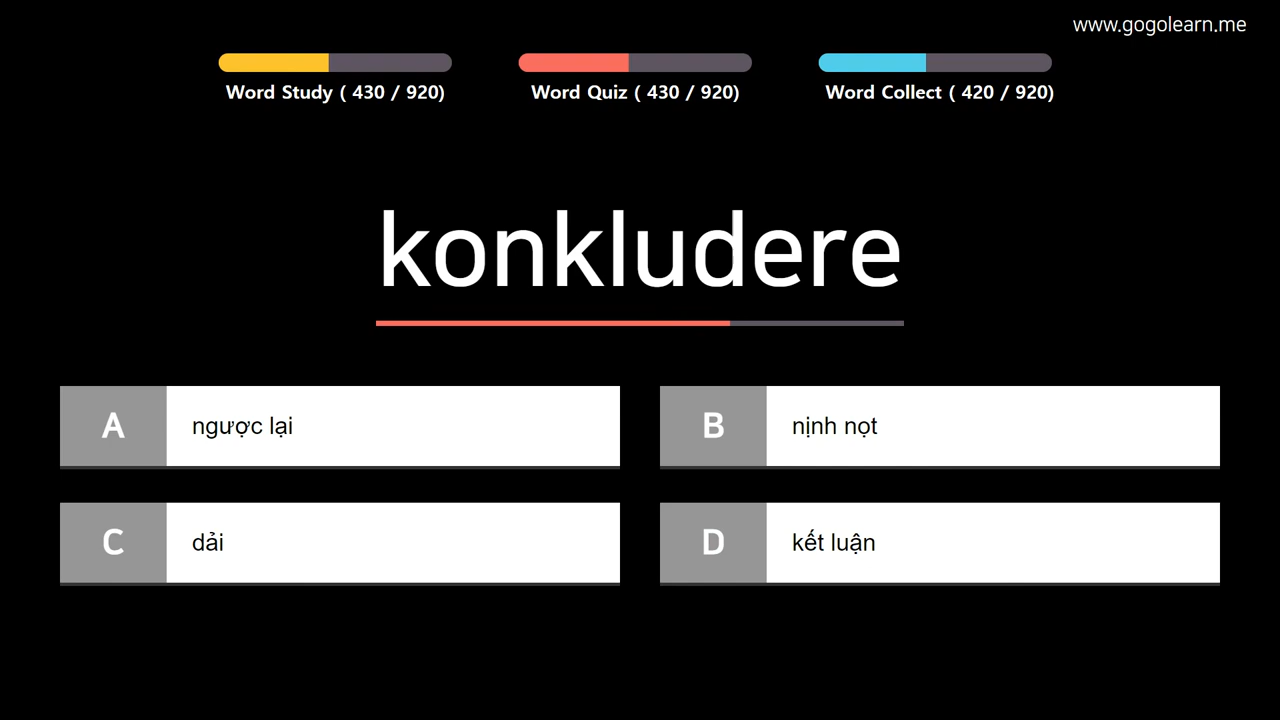 www.gogolearn.me
Word Study ( 430 / 920)
Word Quiz ( 430 / 920)
Word Collect ( 420 / 920)
konkludere
A ngược lại
B nịnh nọt
C dải
D kết luận